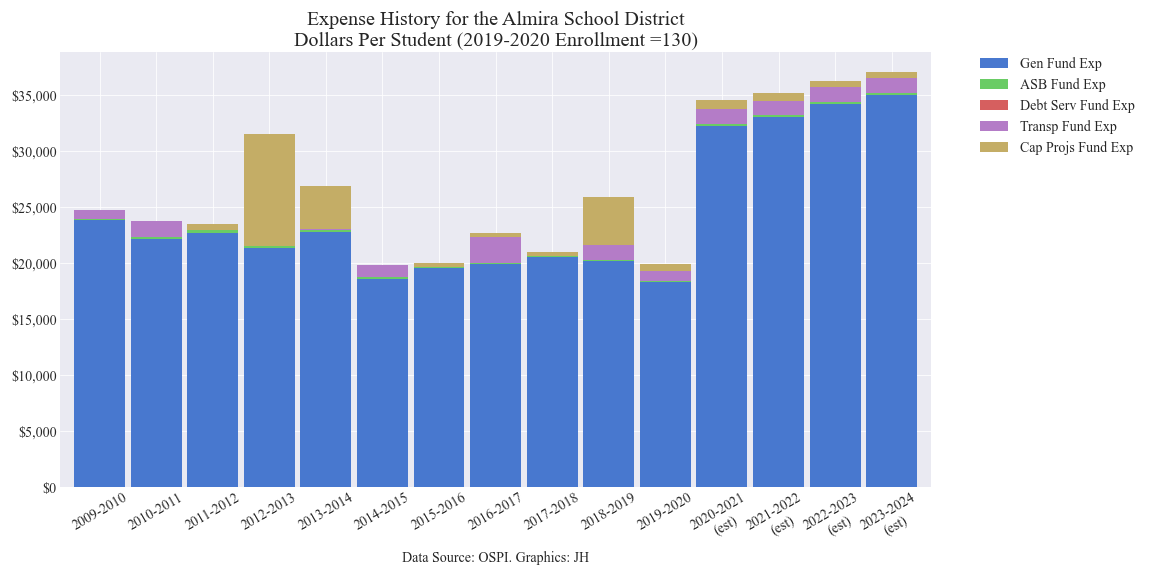 Expense History for the Almira School District
Dollars Per Student (2019-2020 Enrollment =130)
Gen Fund Exp
ASB Fund Exp
Debt Serv Fund Exp
Transp Fund Exp
Cap Projs Fund Exp
$35,000
$30,000
$25,000
$20,000
$15,000
$10,000
$5,000
$0
2009-2010
2010-2011
2011-2012
2012-2013
2013-2014
2014-2015
2015-2016
2016-2017
2017-2018
2018-2019
2019-2020
2020-2021
(est)
2021-2022
(est)
2022-2023
(est)
2023-2024
(est)
Data Source: OSPI. Graphics: JH